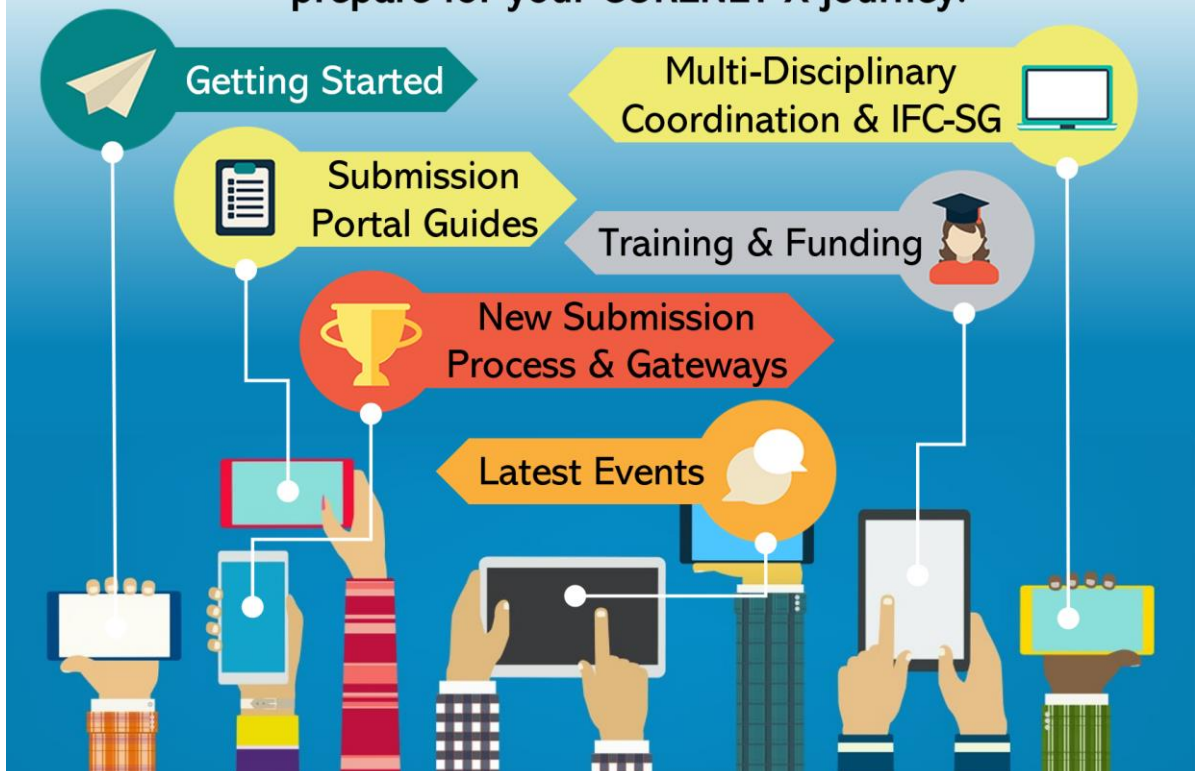 prepare for your CORENET X journey!
Getting Started
Multi-Disciplinary
Coordination & IFC-SG
Submission
Portal Guides
Training & Funding
New Submission
Process & Gateways
Latest Events